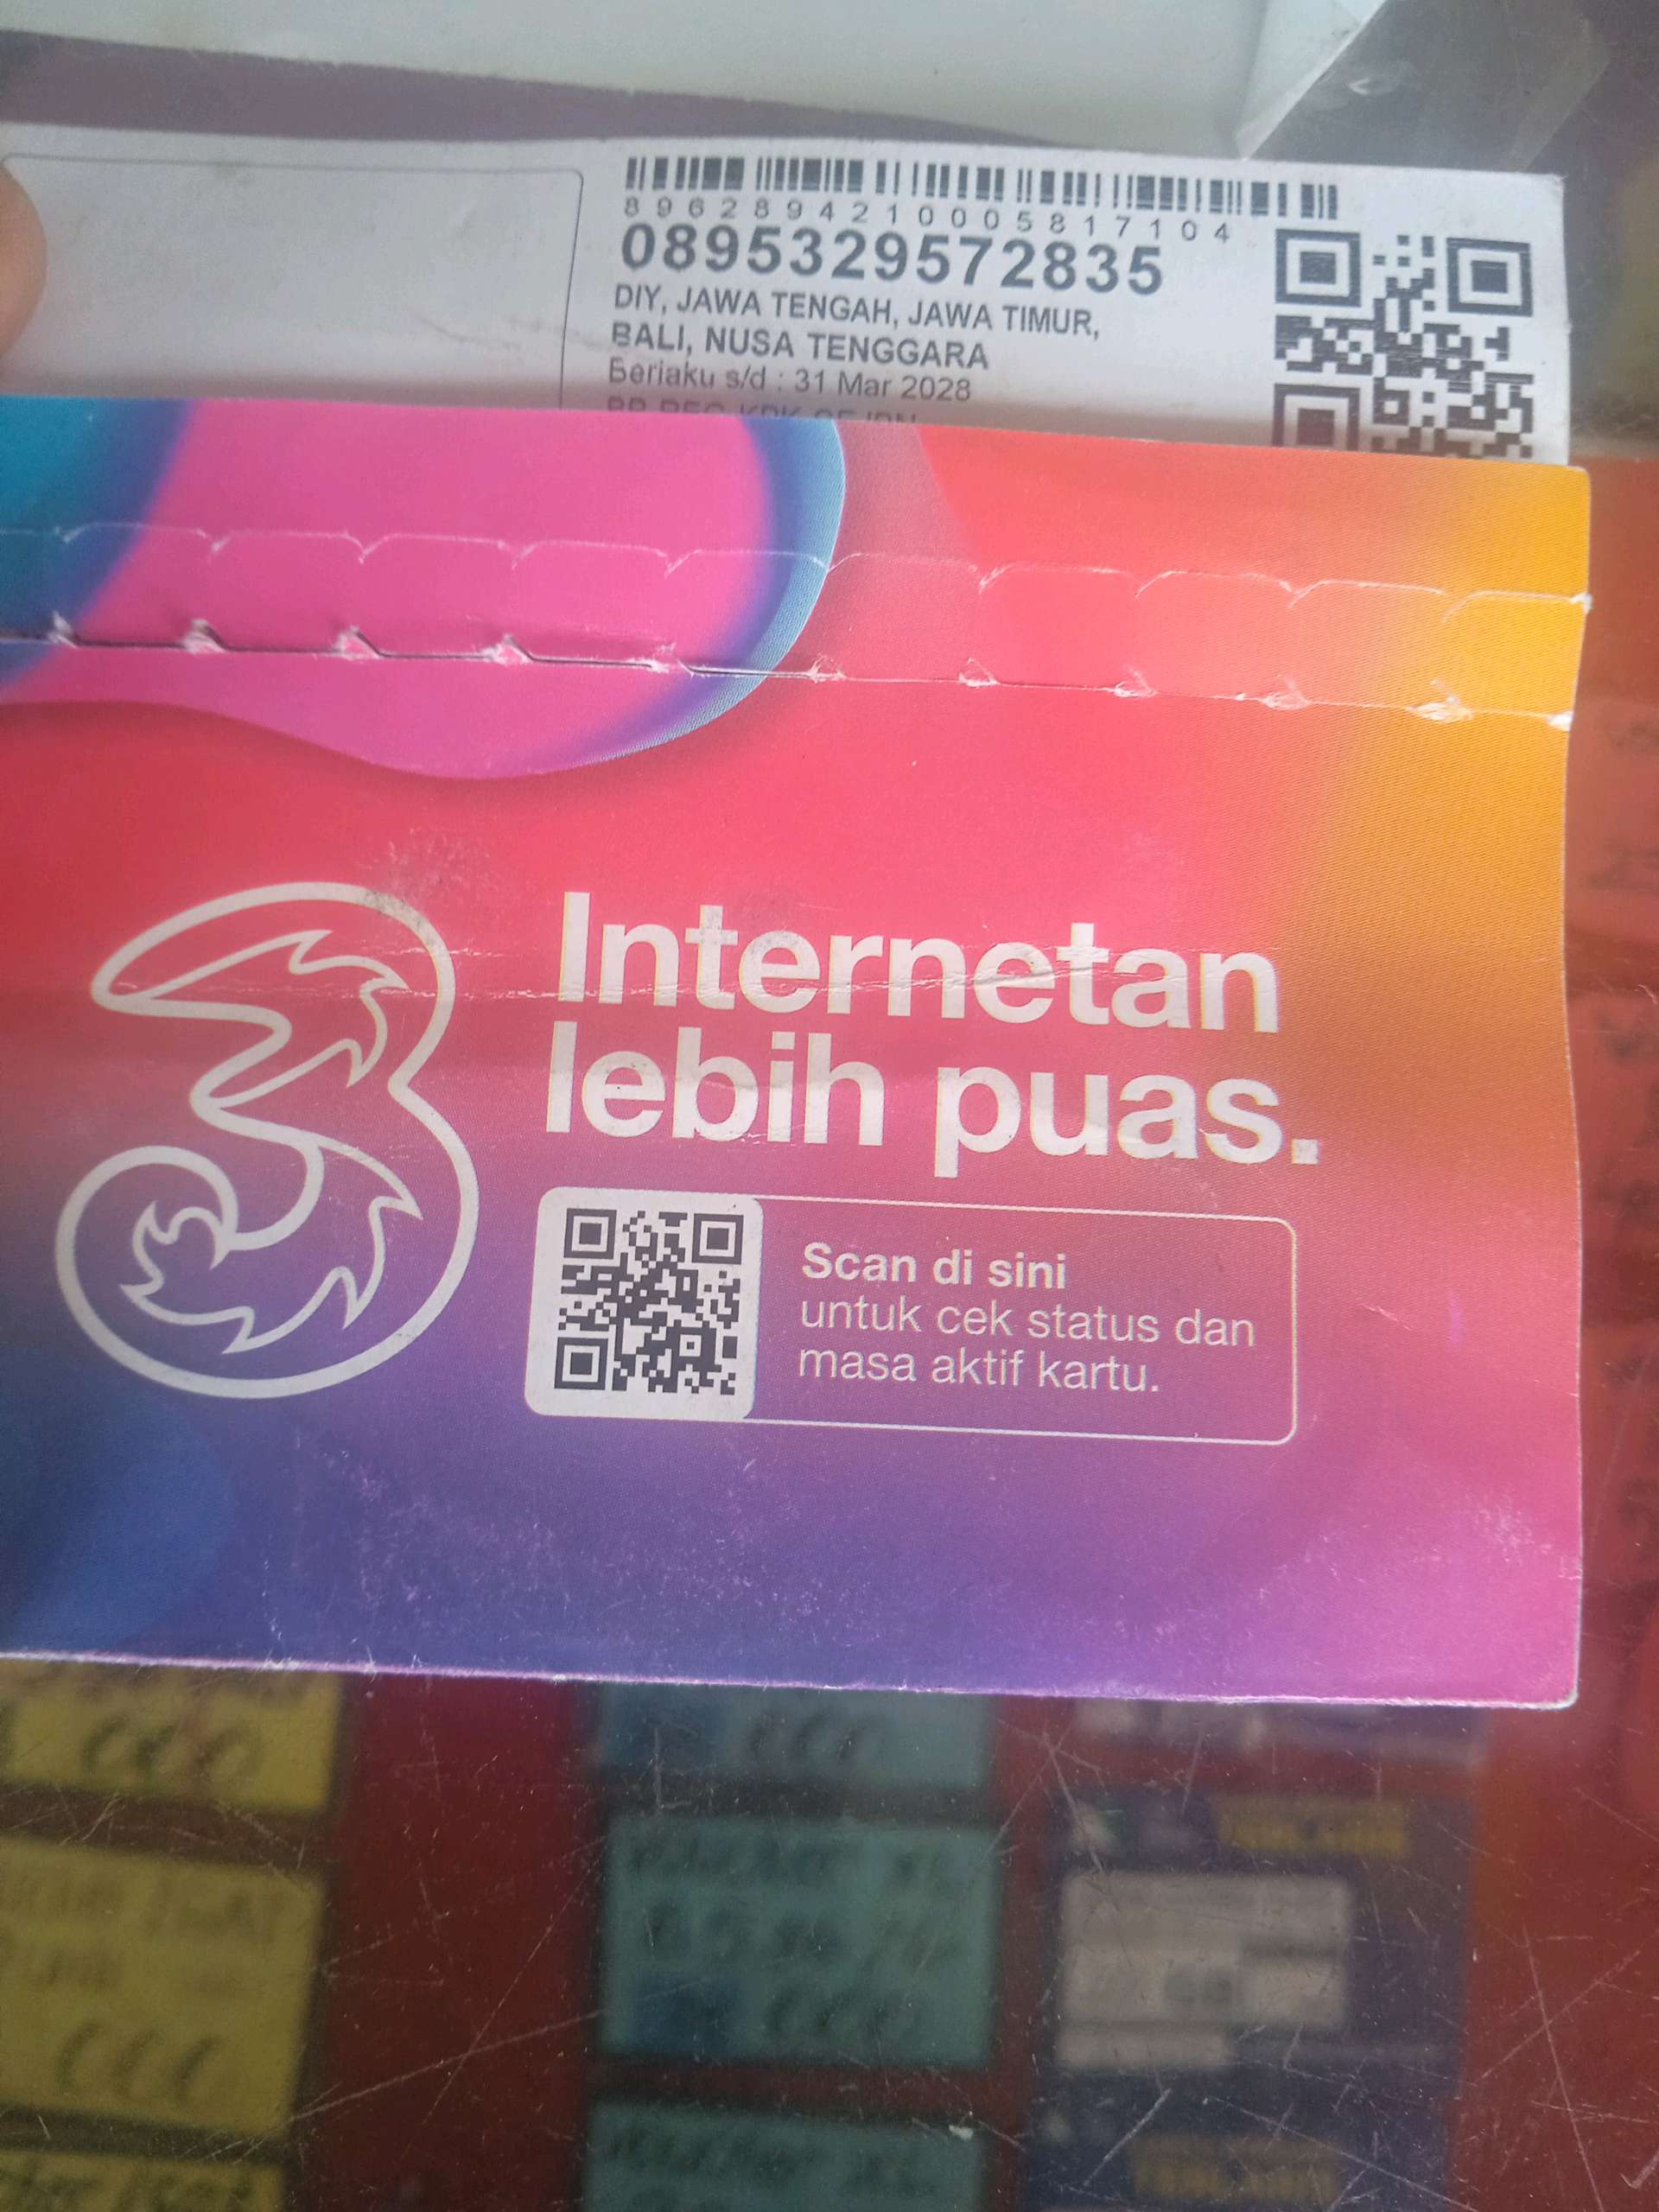 8962894210005817104
0895329572835
DIY, JAWA TENGAH, JAWA TIMUR,
BALI, NUSA TENGGARA
Berlaku s/d : 31 Mar 2028
3
Internetan
lebih puas.
Scan di sini
untuk cek status dan
masa aktif kartu.